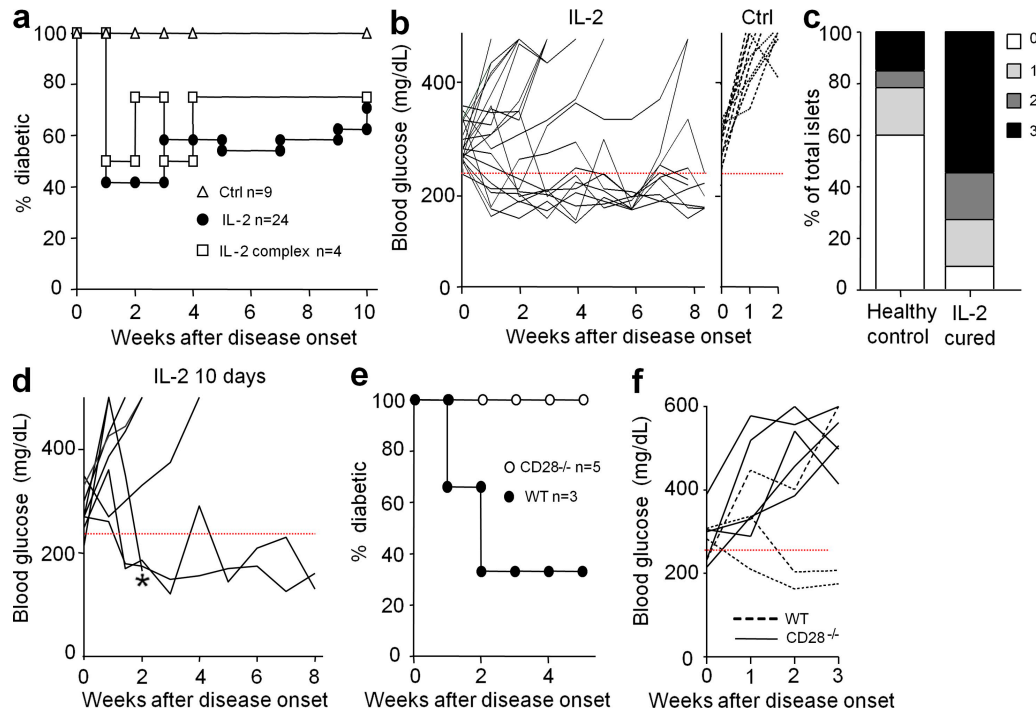 a
100
80
60
40
20
0
% diabetic
Ctrl n=9
IL-2 n=24
IL-2 complex n=4
0 2 4 6 8 10
Weeks after disease onset
b
IL-2
Ctrl
400
200
0
Blood glucose (mg/dL)
0 2 4 6 8
0 1 2
Weeks after disease onset
c
100
80
60
40
20
0
% of total islets
0
1
2
3
Healthy control
IL-2 cured
d
IL-2 10 days
400
200
0
Blood glucose (mg/dL)
0 2 4 6 8
*
Weeks after disease onset
e
100
80
60
40
20
0
% diabetic
CD28-/- n=5
WT n=3
0 2 4
Weeks after disease onset
f
600
400
200
0
Blood glucose (mg/dL)
WT
CD28-/-
0 1 2 3
Weeks after disease onset